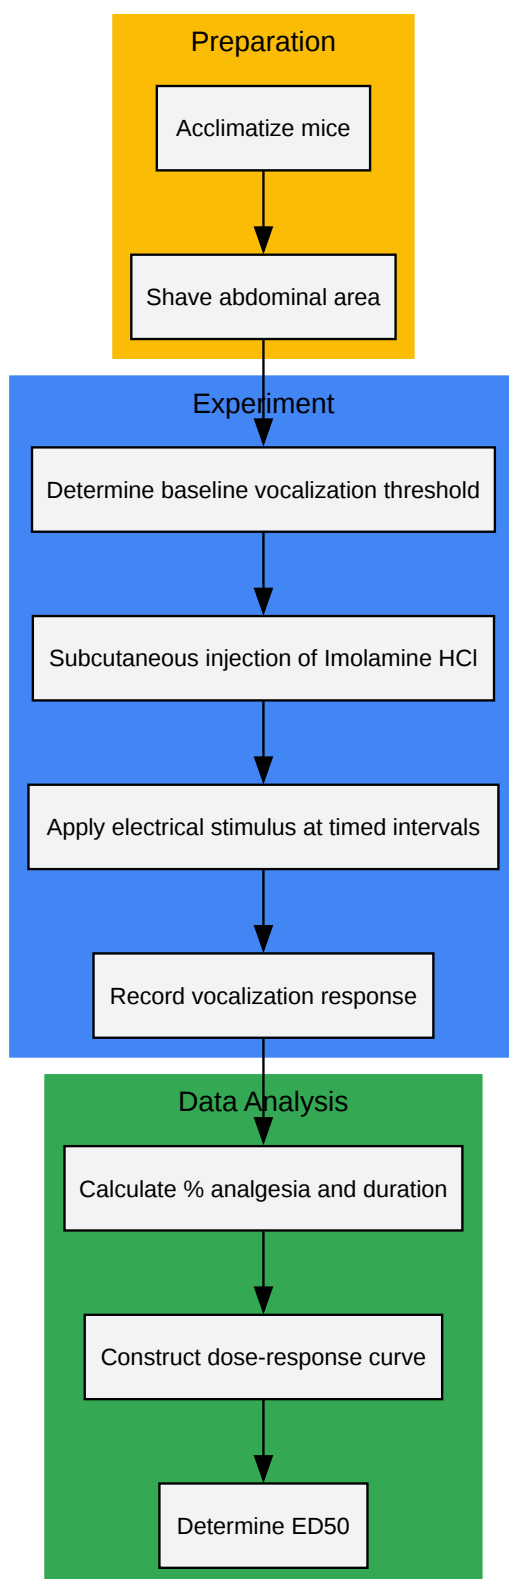 Preparation
Acclimatize mice
Shave abdominal area
Experiment
Determine baseline vocalization threshold
Subcutaneous injection of Imolamine HCl
Apply electrical stimulus at timed intervals
Record vocalization response
Data Analysis
Calculate % analgesia and duration
Construct dose-response curve
Determine ED50